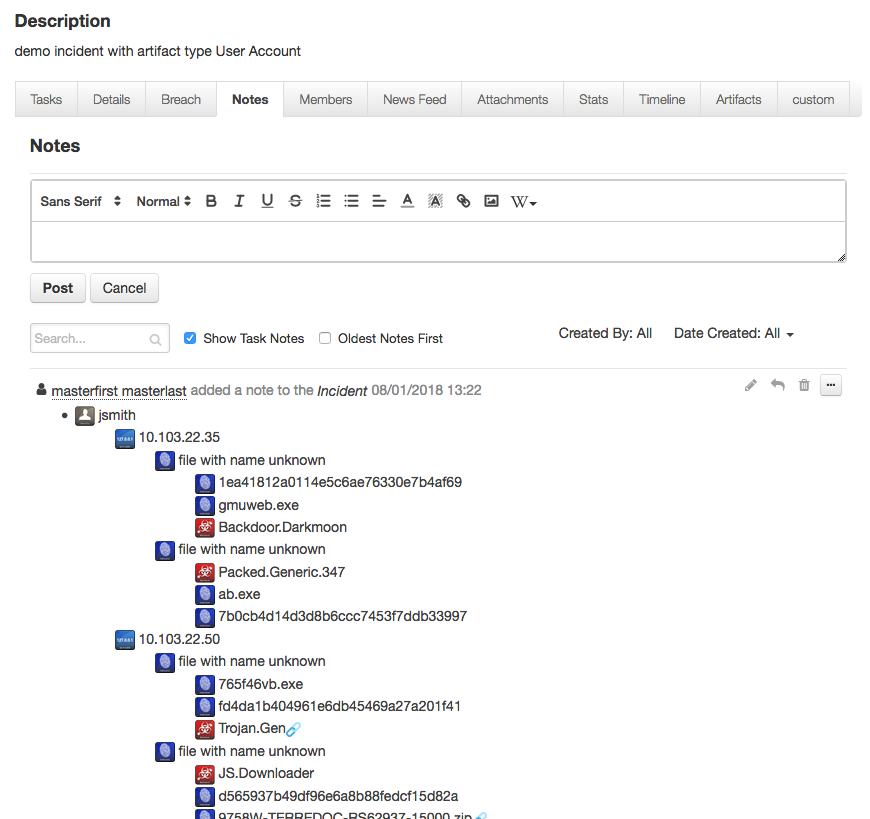 Description
demo incident with artifact type User Account
Tasks Details Breach Notes Members News Feed Attachments Stats Timeline Artifacts custom
Notes
Sans Serif Normal B I U S A A W
Post Cancel
Search... Show Task Notes Oldest Notes First Created By: All Date Created: All
masterfirst masterlast added a note to the Incident 08/01/2018 13:22
jsmith
10.103.22.35
file with name unknown
1ea41812a0114e5c6ae76330e7b4af69
gmuweb.exe
Backdoor.Darkmoon
file with name unknown
Packed.Generic.347
ab.exe
7b0cb4d14d3d8b6ccc7453f7ddb33997
10.103.22.50
file with name unknown
765f46vb.exe
fd4da1b404961e6db45469a27a201f41
Trojan.Gen
file with name unknown
JS.Downloader
d565937b49df96e6a8b88fedcf15d82a
9758W-TERREDOC-RS62937-15000.zip